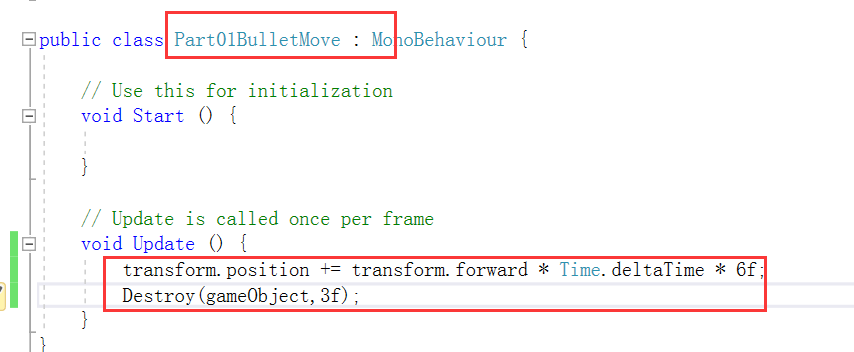 public class Part01BulletMove : MonoBehaviour {
// Use this for initialization
void Start () {
}
// Update is called once per frame
void Update () {
transform.position += transform.forward * Time.deltaTime * 6f;
Destroy(gameObject,3f);
}
}